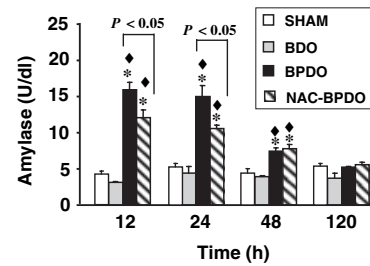 P < 0.05
P < 0.05
SHAM
BDO
BPDO
NAC-BPDO
Amylase (U/dl)
25
20
15
10
5
0
♦ ♦ ♦ ♦ ♦ ♦
* * * * * *
12 24 48 120
Time (h)